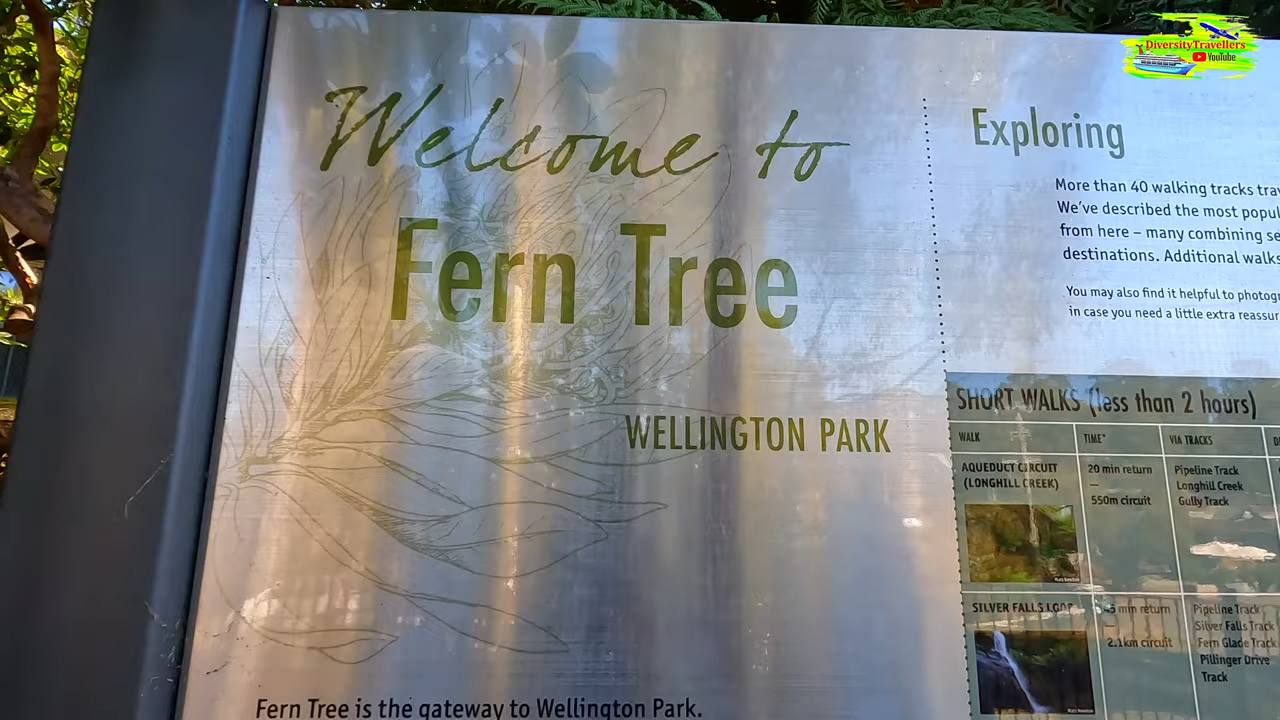 DiversityTravellers
YouTube
Welcome to
Fern Tree
WELLINGTON PARK
Fern Tree is the gateway to Wellington Park.
Exploring
More than 40 walking tracks
We've described the most
from here – many combining
destinations. Additional walks
You may also find it helpful to
in case you need a little extra
SHORT WALKS (less than 2 hours)
WALK TIME* VIA TRACKS
AQUEDUCT CIRCUIT 20 min return Pipeline Track
(LONGHILL CREEK) — Longhill Creek
550m circuit Gully Track
SILVER FALLS LOOP min return Pipeline Track
— Silver Falls Track
2.1km circuit Fern Glade Track
Pillinger Drive
Track